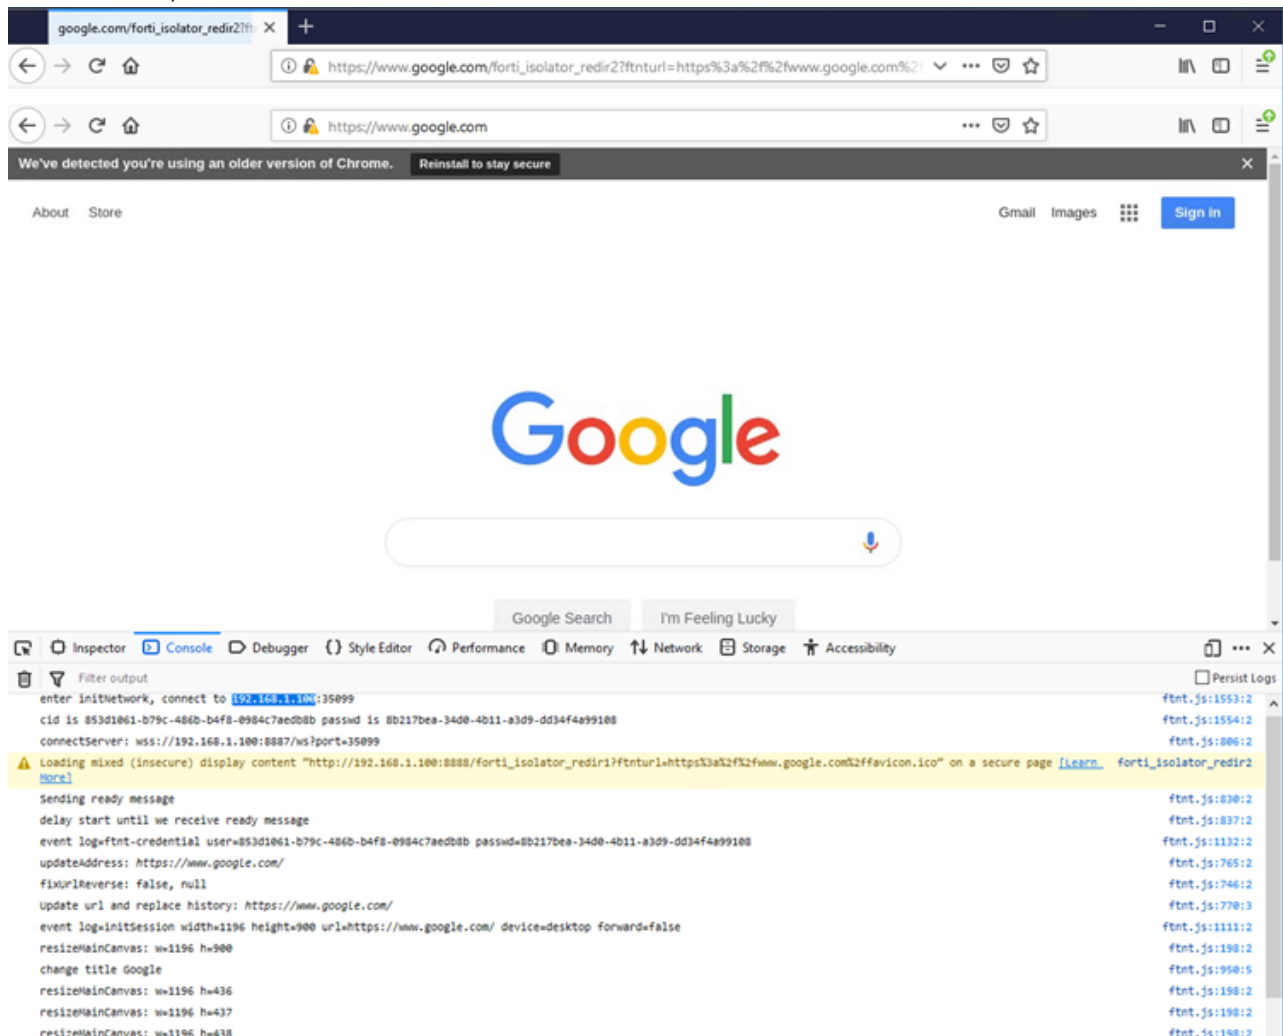 google.com/forti_isolator_redir2?ft
https://www.google.com/forti_isolator_redir2?ftnturl=https%3a%2f%2fwww.google.com%2f
https://www.google.com
We've detected you're using an older version of Chrome. Reinstall to stay secure
About Store Gmail Images Sign in
Google
Google Search I'm Feeling Lucky
Inspector Console Debugger {} Style Editor Performance Memory Network Storage Accessibility
Filter output Persist Logs
enter initNetwork, connect to 192.168.1.100:35099 ftnt.js:1553:2
cid is 853d1061-b79c-486b-b4f8-0984c7aedb8b passwd is 8b217bea-34d0-4b11-a3d9-dd34f4a99108 ftnt.js:1554:2
connectServer: wss://192.168.1.100:8887/ws?port=35099 ftnt.js:806:2
Loading mixed (insecure) display content "http://192.168.1.100:8888/forti_isolator_redir1?ftnturl=https%3a%2f%2fwww.google.com%2ffavicon.ico" on a secure page [Learn forti_isolator_redir2
More]
Sending ready message ftnt.js:830:2
delay start until we receive ready message ftnt.js:837:2
event log=ftnt-credential user=853d1061-b79c-486b-b4f8-0984c7aedb8b passwd=8b217bea-34d0-4b11-a3d9-dd34f4a99108 ftnt.js:1132:2
updateAddress: https://www.google.com/ ftnt.js:765:2
fixUrlReverse: false, null ftnt.js:746:2
Update url and replace history: https://www.google.com/ ftnt.js:770:3
event log=initSession width=1196 height=900 url=https://www.google.com/ device=desktop forward=false ftnt.js:1111:2
resizeMainCanvas: w=1196 h=900 ftnt.js:198:2
change title Google ftnt.js:950:5
resizeMainCanvas: w=1196 h=436 ftnt.js:198:2
resizeMainCanvas: w=1196 h=437 ftnt.js:198:2
resizeMainCanvas: w=1196 h=438 ftnt.js:198:2